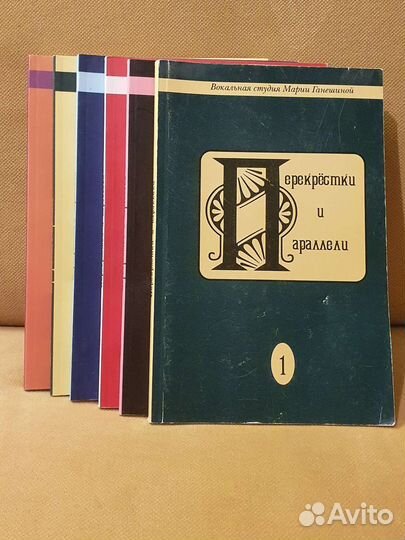 Вокальная студия Марии Ганешиной
Перекрёстки
и
Параллели
1
Avito